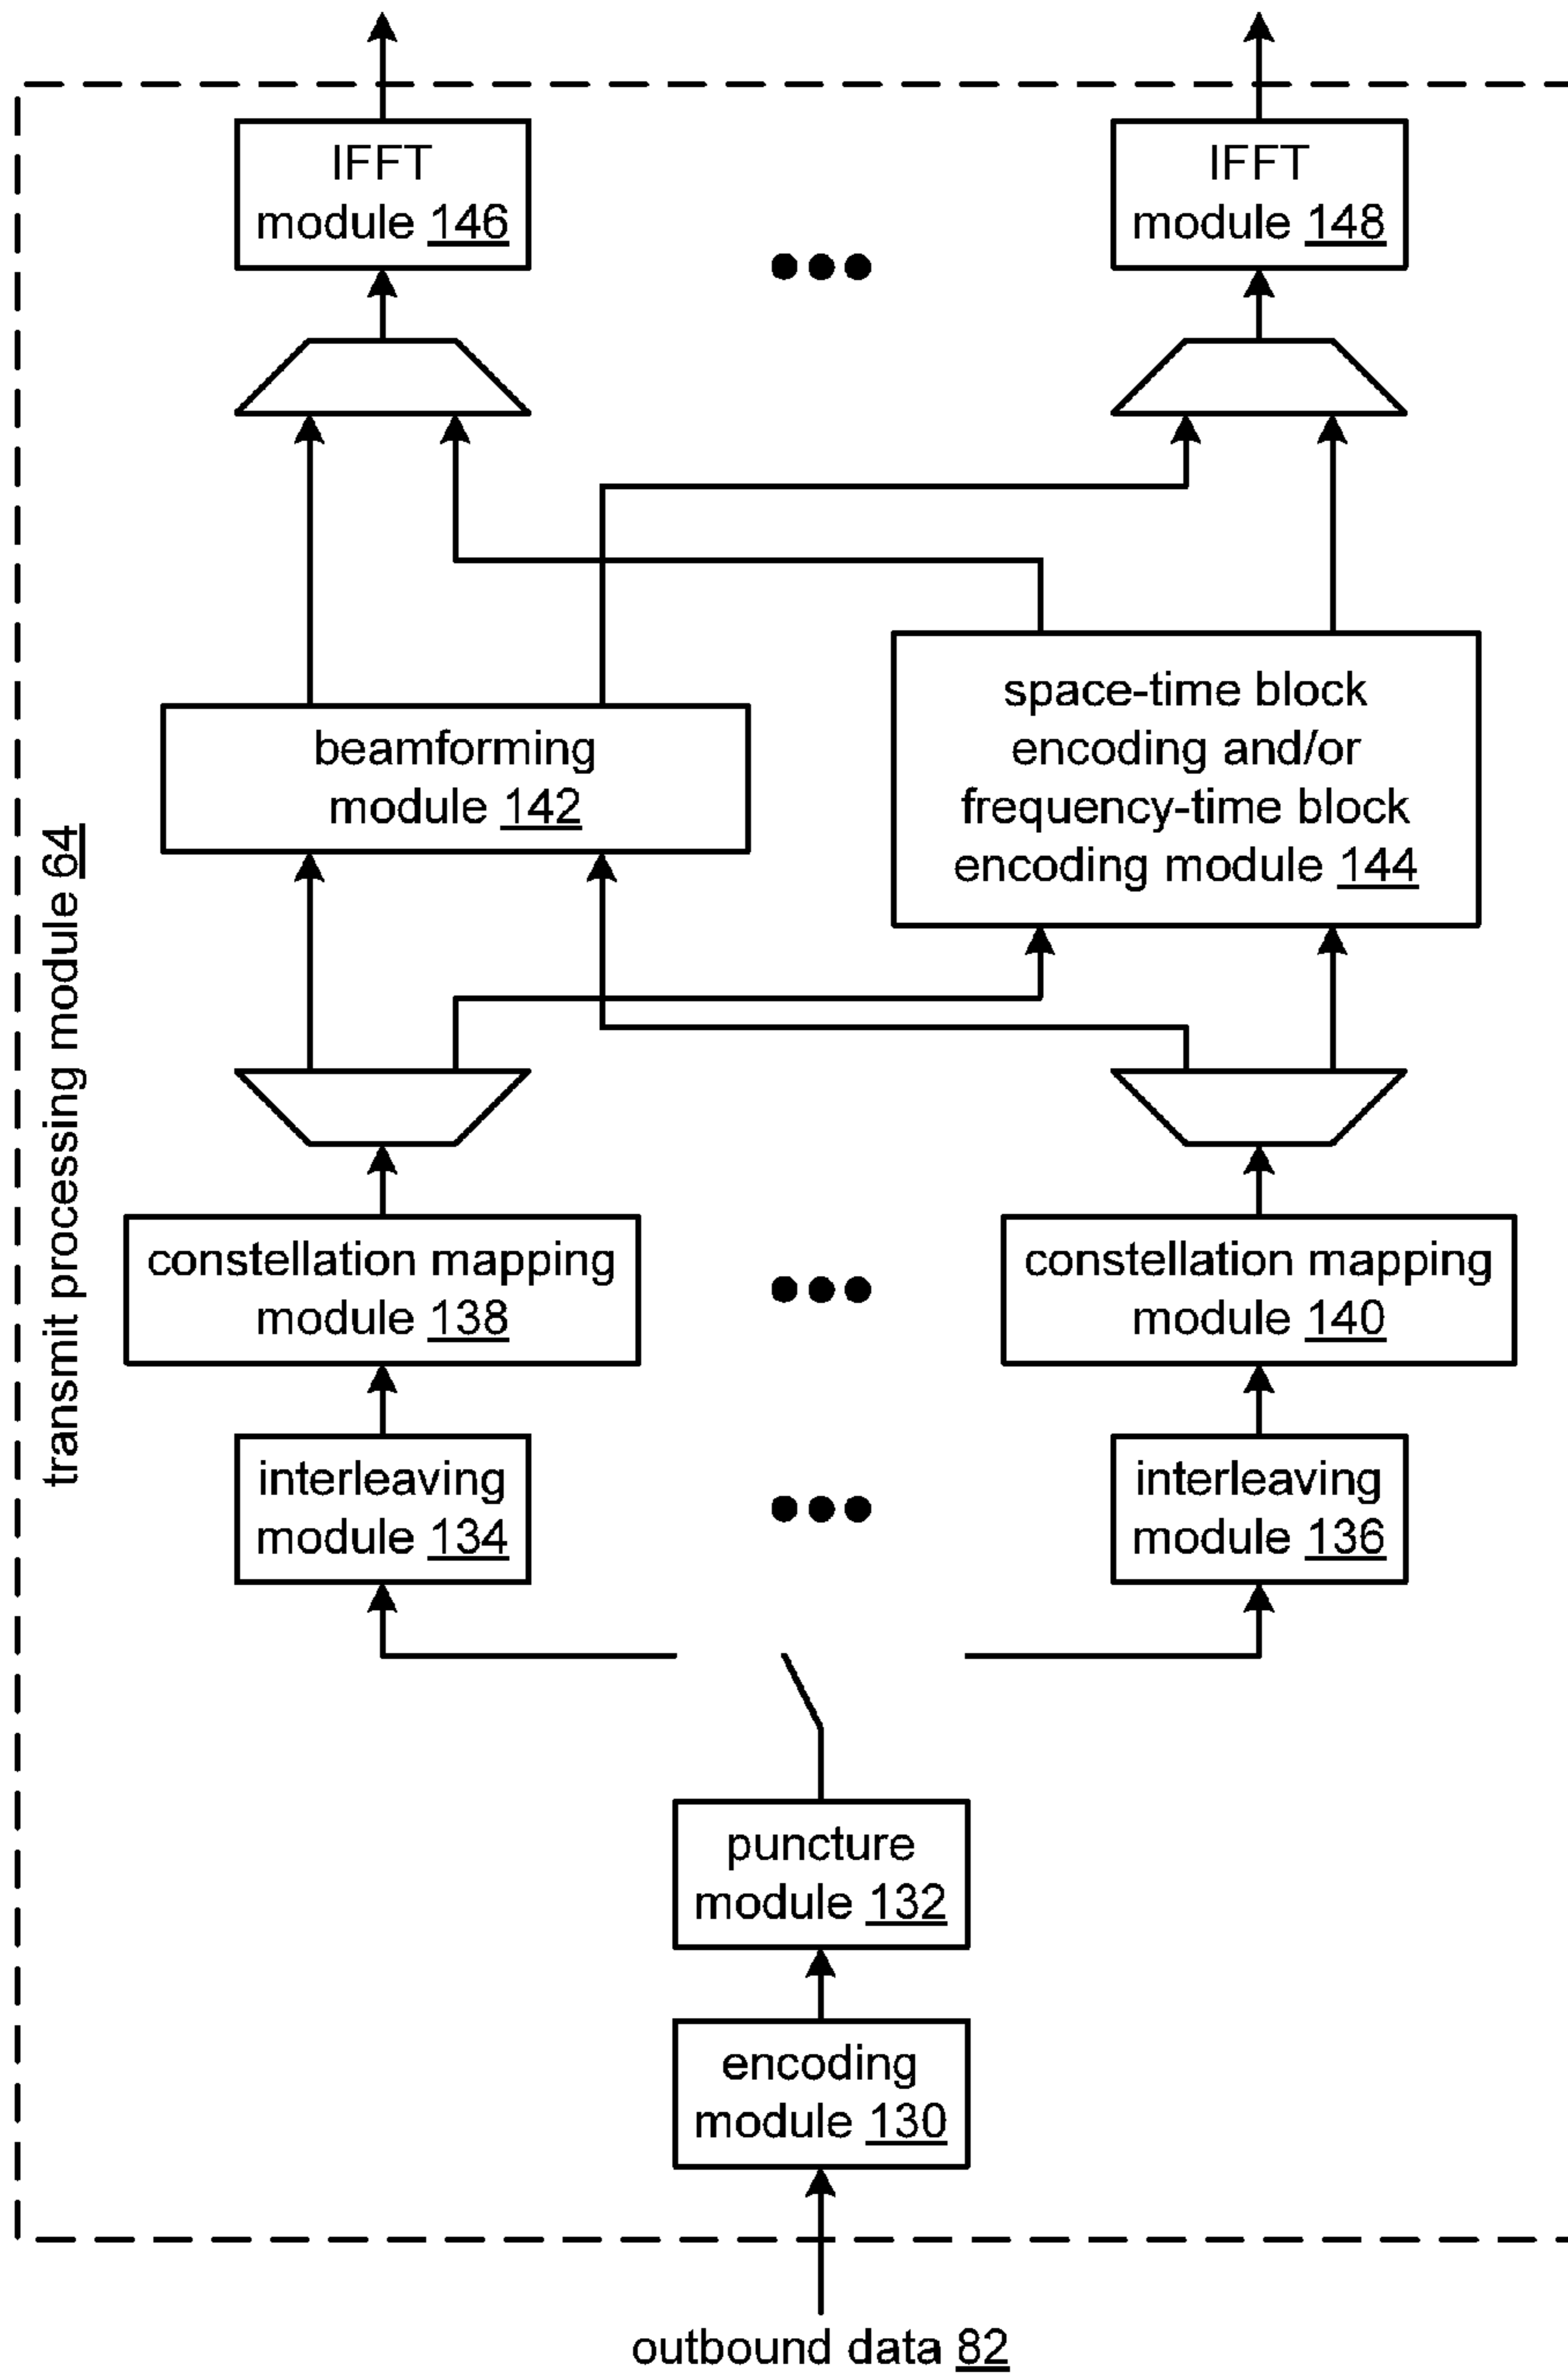 IFFT
module 146
IFFT
module 148
beamforming
module 142
space-time block
encoding and/or
frequency-time block
encoding module 144
transmit processing module 64
constellation mapping
module 138
constellation mapping
module 140
interleaving
module 134
interleaving
module 136
puncture
module 132
encoding
module 130
outbound data 82